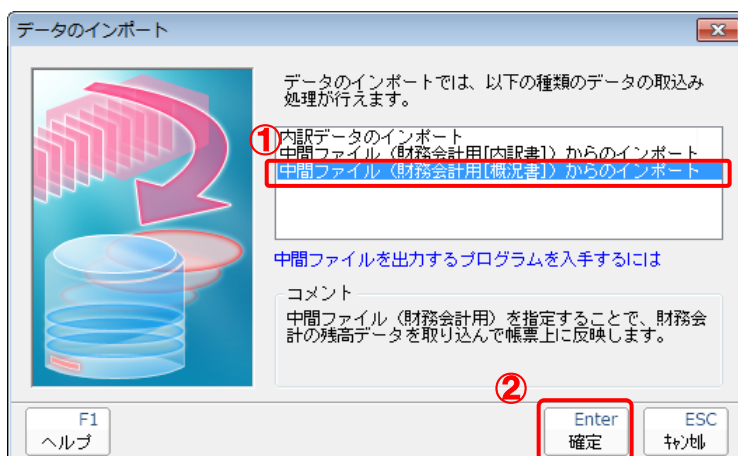 データのインポート
データのインポートでは、以下の種類のデータの取込み
処理が行えます。
①
内訳データのインポート
中間ファイル（財務会計用[内訳書]）からのインポート
中間ファイル（財務会計用[概況書]）からのインポート
中間ファイルを出力するプログラムを入手するには
コメント
中間ファイル（財務会計用）を指定することで、財務会
計の残高データを取り込んで帳票上に反映します。
②
F1
ヘルプ
Enter
確定
ESC
ｷｬﾝｾﾙ